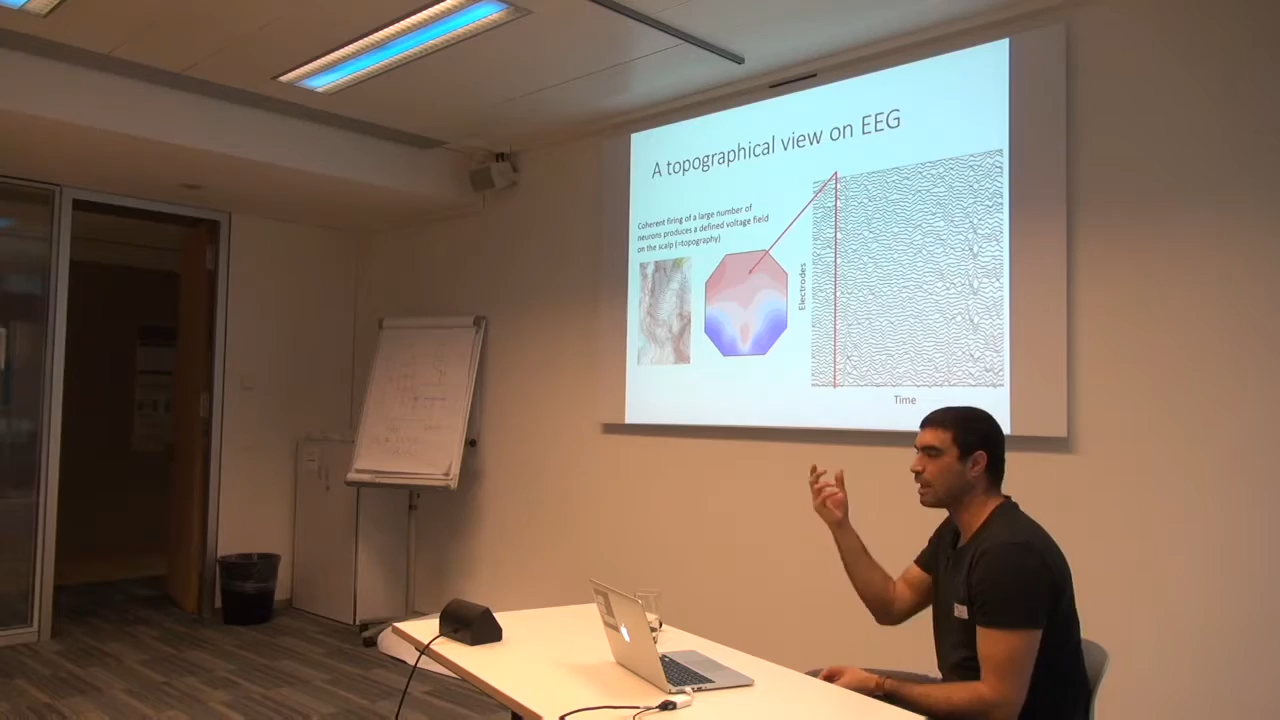 A topographical view on EEG
Coherent firing of a large number of
neurons produces a defined voltage field
on the scalp (=topography)
Electrodes
Time